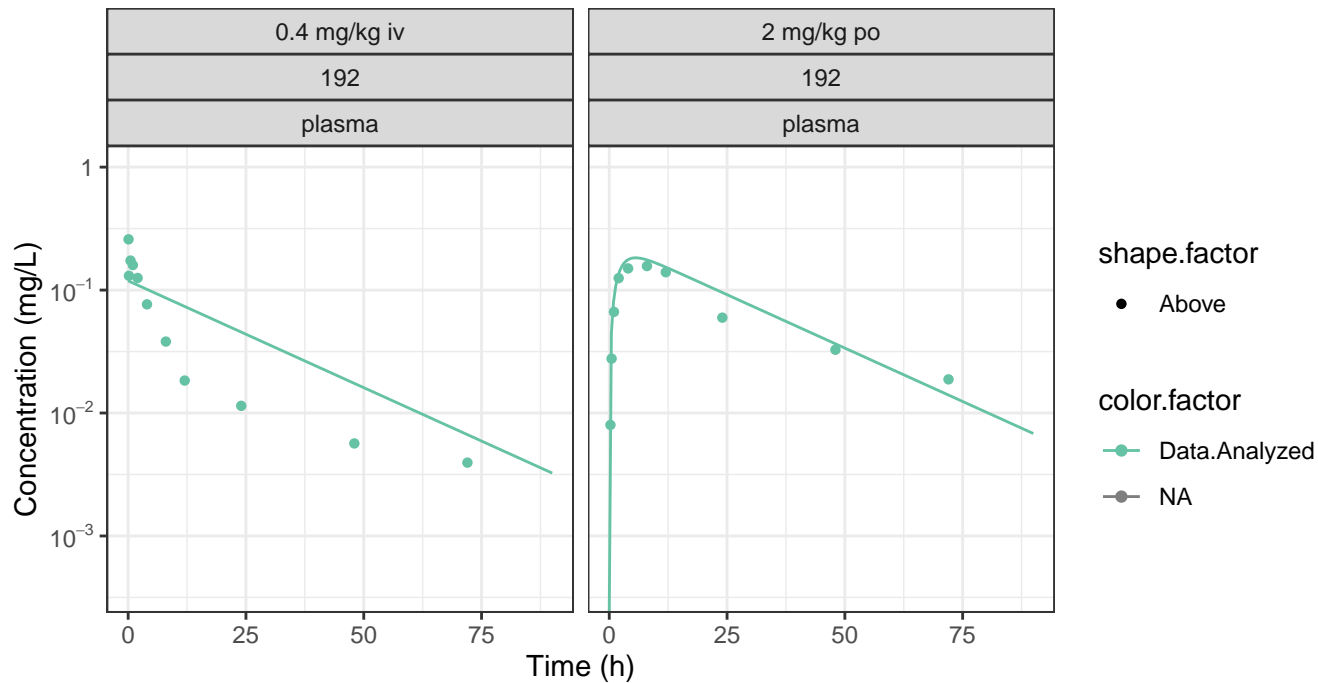 0.4 mg/kg iv
2 mg/kg po
192
192
plasma
plasma
Concentration (mg/L)
1
10⁻¹
10⁻²
10⁻³
0
25
50
75
0
25
50
75
Time (h)
shape.factor
Above
color.factor
Data.Analyzed
NA